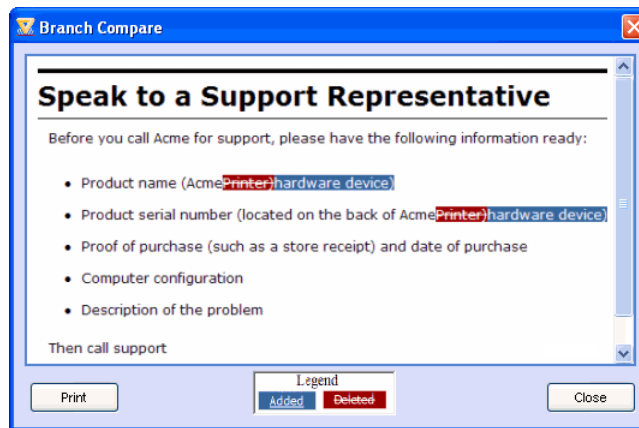 Branch Compare
Speak to a Support Representative
Before you call Acme for support, please have the following information ready:
• Product name (AcmePrinter)hardware device)
• Product serial number (located on the back of AcmePrinter)hardware device)
• Proof of purchase (such as a store receipt) and date of purchase
• Computer configuration
• Description of the problem
Then call support
Print
Legend
Added Deleted
Close